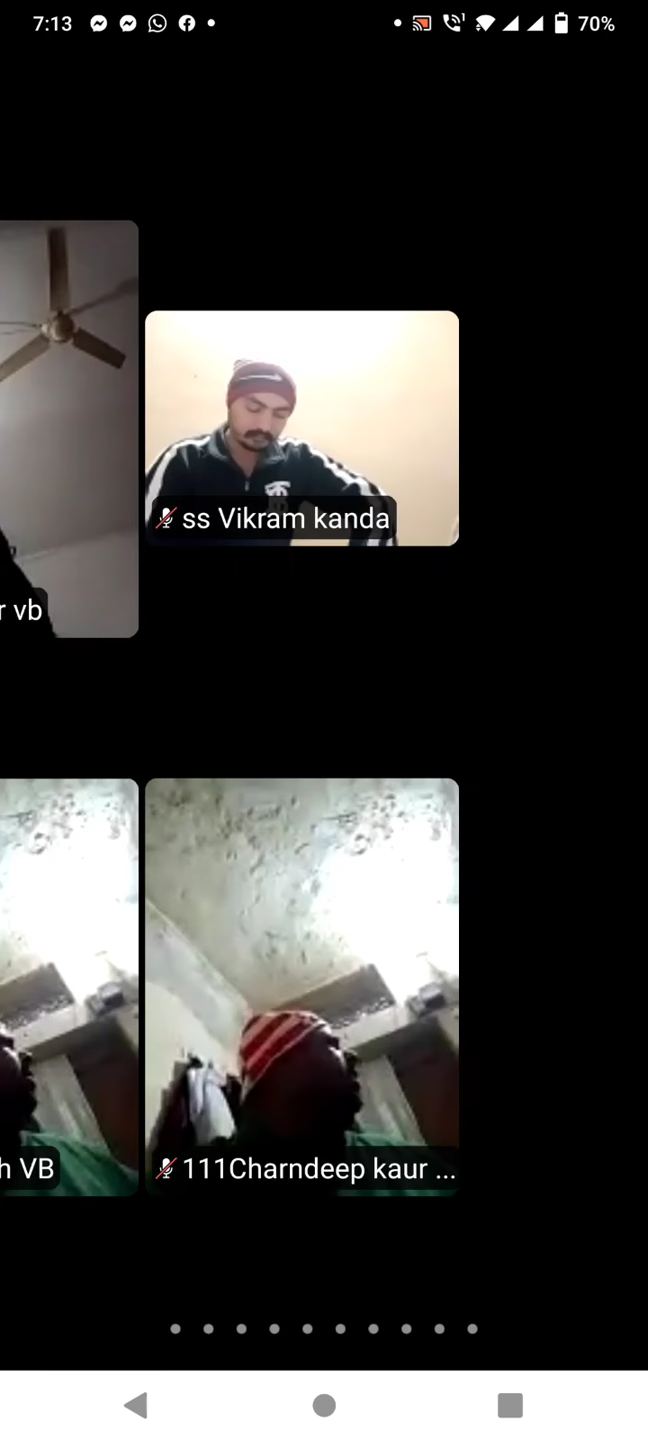 7:13
70%
ss Vikram kanda
r vb
h VB
111Charndeep kaur ...